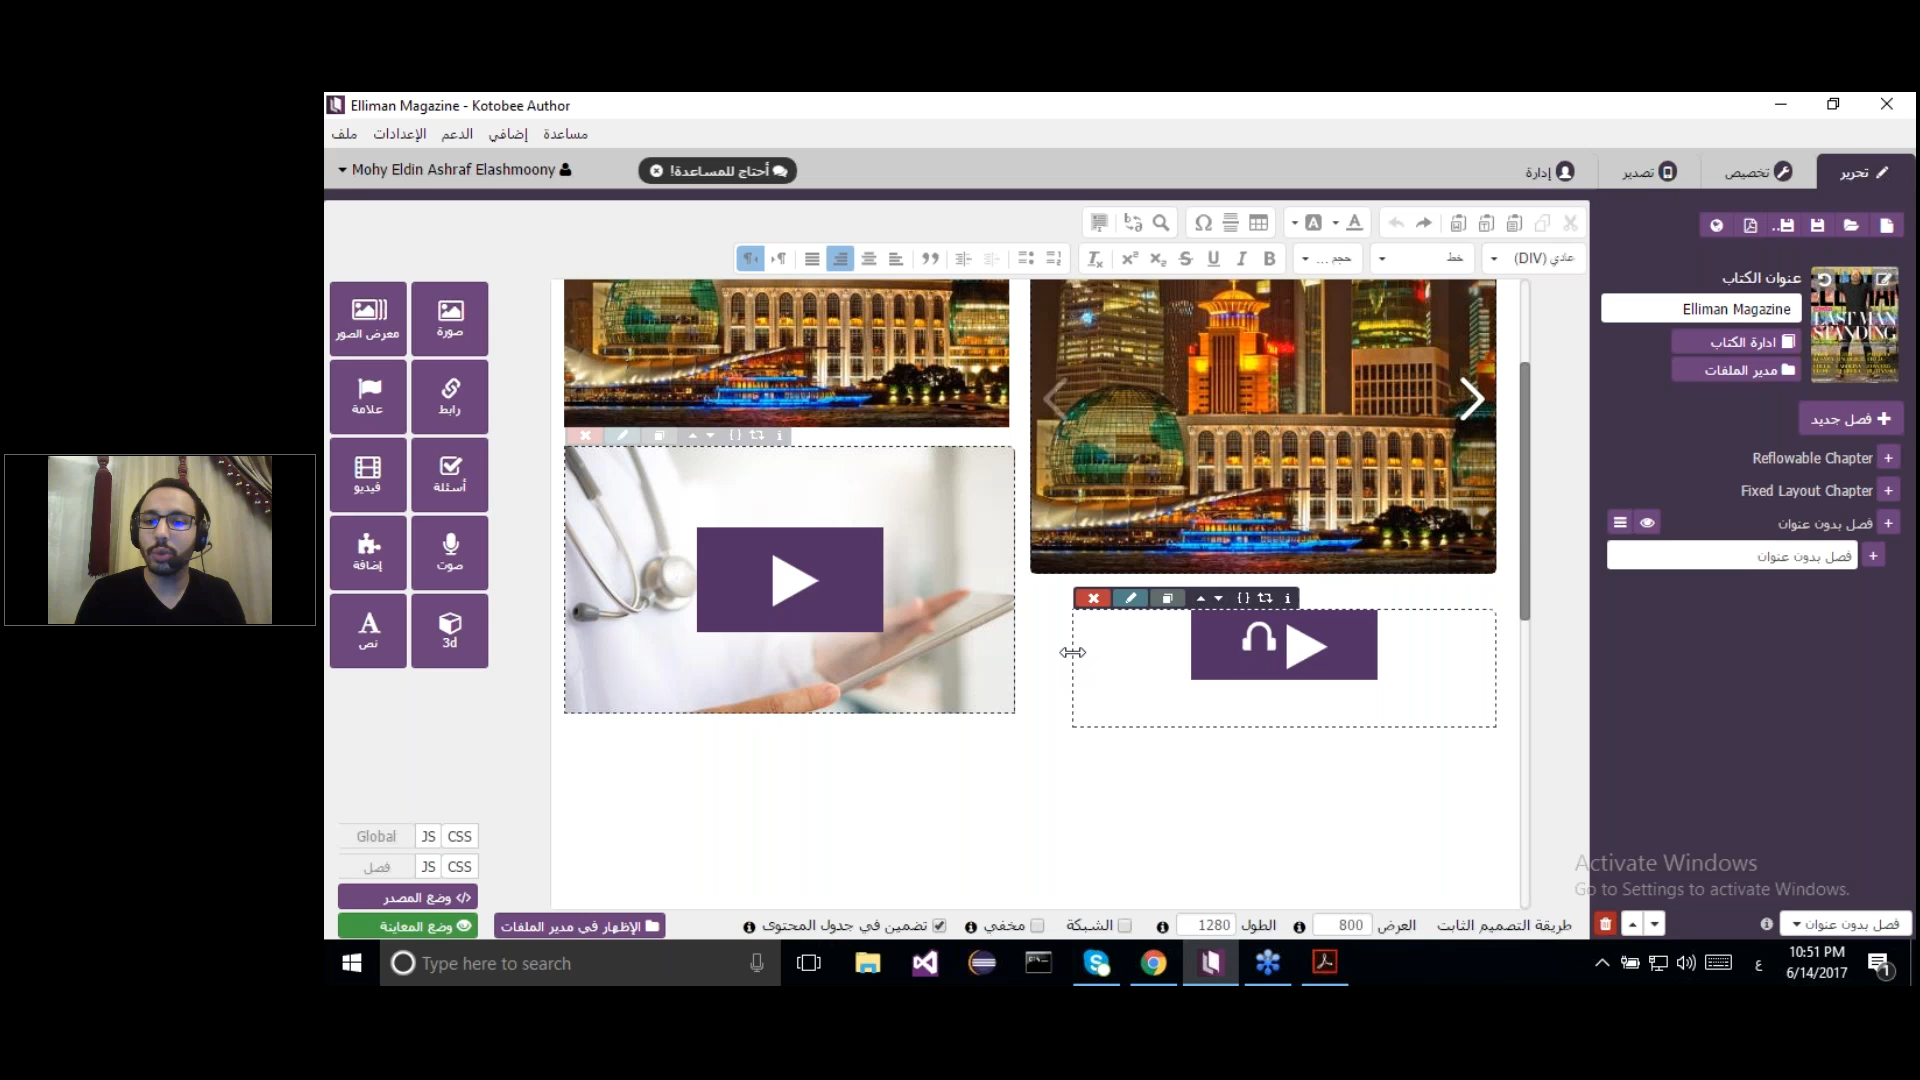 Elliman Magazine - Kotobee Author
ملف الإعدادات الدعم إضافي مساعدة
Mohy Eldin Ashraf Elashmoony
أحتاج للمساعدة!
إدارة
تصدير
تخصيص
تحرير
عادي (DIV)
خط
حجم ...
عنوان الكتاب
Elliman Magazine
ادارة الكتاب
مدير الملفات
LAST MAN
STANDING
فصل جديد
Reflowable Chapter
Fixed Layout Chapter
فصل بدون عنوان
فصل بدون عنوان
صورة
معرض الصور
رابط
علامة
أسئلة
فيديو
صوت
إضافة
3d
نص
Global JS CSS
فصل JS CSS
وضع المصدر
وضع المعاينة
الإظهار في مدير الملفات
طريقة التصميم الثابت العرض 800 الطول 1280 الشبكة مخفي تضمين في جدول المحتوى
فصل بدون عنوان
Activate Windows
Go to Settings to activate Windows.
Type here to search
ع
10:51 PM
6/14/2017
1